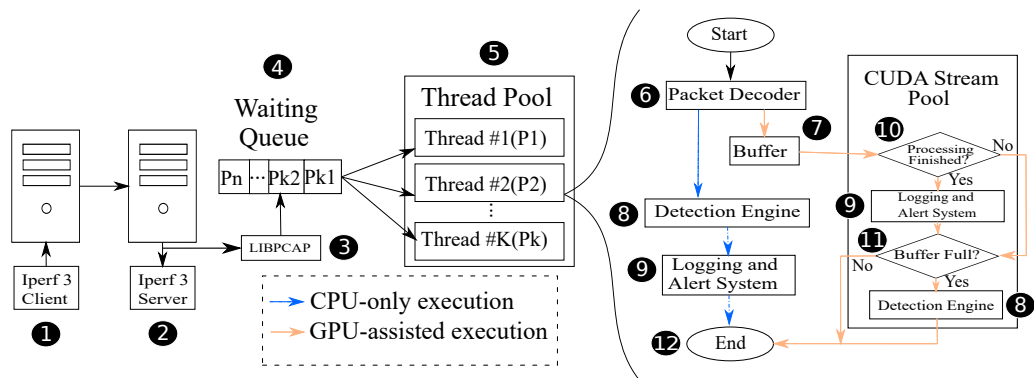 Iperf 3
Client
1
Iperf 3
Server
2
LIBPCAP
3
4
Waiting
Queue
Pn ... Pk2 Pk1
5
Thread Pool
Thread #1(P1)
Thread #2(P2)
⋮
Thread #K(Pk)
CPU-only execution
GPU-assisted execution
Start
6
Packet Decoder
7
Buffer
8
Detection Engine
9
Logging and
Alert System
12
End
CUDA Stream
Pool
10
Processing
Finished?
No
Yes
9
Logging and
Alert System
11
Buffer Full?
No
Yes
Detection Engine
8